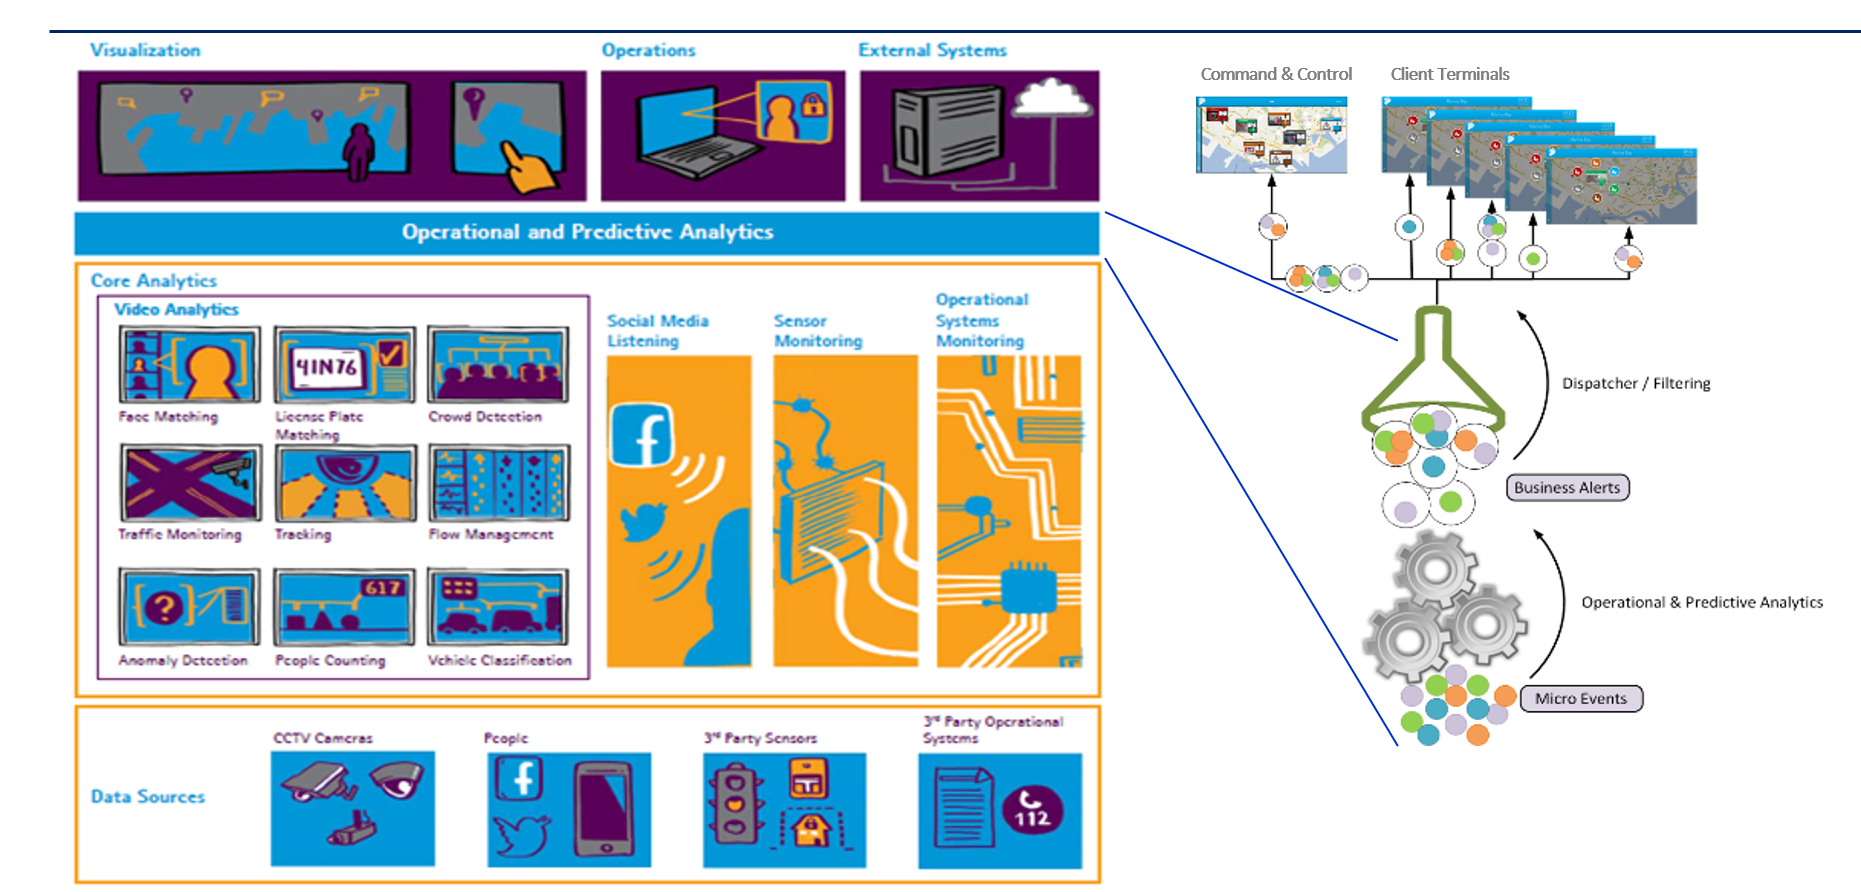 Visualization
Operations
External Systems
Operational and Predictive Analytics
Core Analytics
Video Analytics
41N76
Face Matching
License Plate
Matching
Crowd Detection
Traffic Monitoring
Tracking
Flow Management
?
617
Anomaly Detection
People Counting
Vehicle Classification
Social Media
Listening
Sensor
Monitoring
Operational
Systems
Monitoring
Data Sources
CCTV Cameras
People
3rd Party Sensors
3rd Party Operational
Systems
112
Command & Control
Client Terminals
Dispatcher / Filtering
Business Alerts
Operational & Predictive Analytics
Micro Events